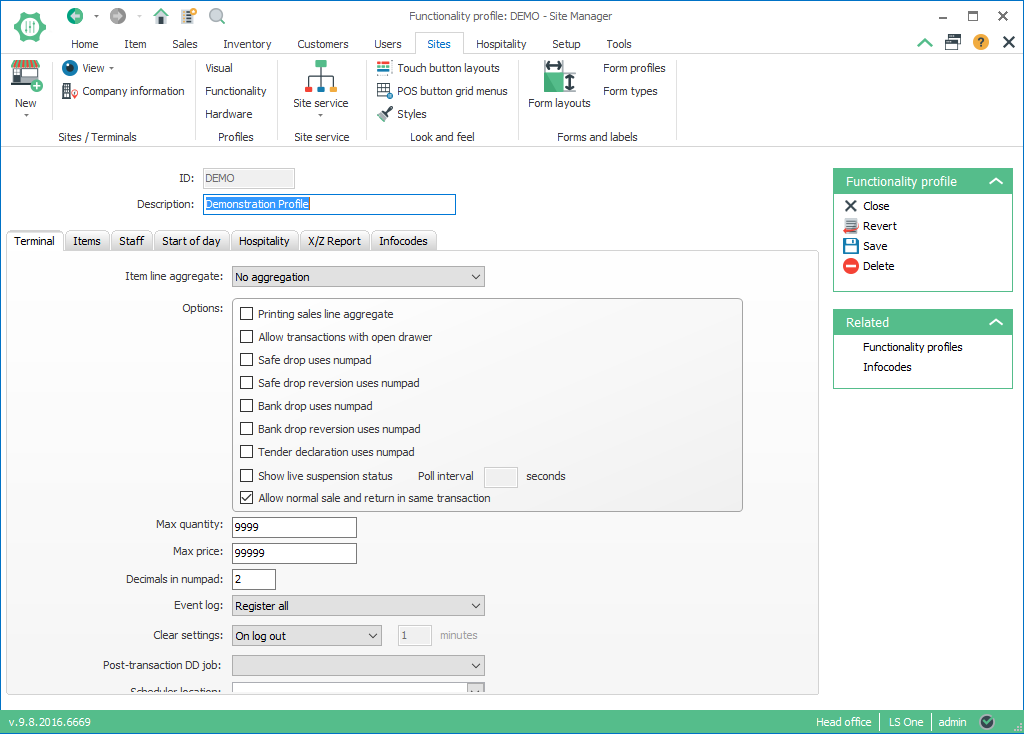 Functionality profile: DEMO - Site Manager
Home Item Sales Inventory Customers Users Sites Hospitality Setup Tools
New
View
Company information
Sites / Terminals
Visual
Functionality
Hardware
Profiles
Site service
Site service
Touch button layouts
POS button grid menus
Styles
Look and feel
Form layouts
Form profiles
Form types
Forms and labels
ID: DEMO
Description: Demonstration Profile
Terminal Items Staff Start of day Hospitality X/Z Report Infocodes
Item line aggregate: No aggregation
Options:
Printing sales line aggregate
Allow transactions with open drawer
Safe drop uses numpad
Safe drop reversion uses numpad
Bank drop uses numpad
Bank drop reversion uses numpad
Tender declaration uses numpad
Show live suspension status Poll interval seconds
Allow normal sale and return in same transaction
Max quantity: 9999
Max price: 99999
Decimals in numpad: 2
Event log: Register all
Clear settings: On log out 1 minutes
Post-transaction DD job:
Scheduler location:
Functionality profile
Close
Revert
Save
Delete
Related
Functionality profiles
Infocodes
v.9.8.2016.6669
Head office LS One admin